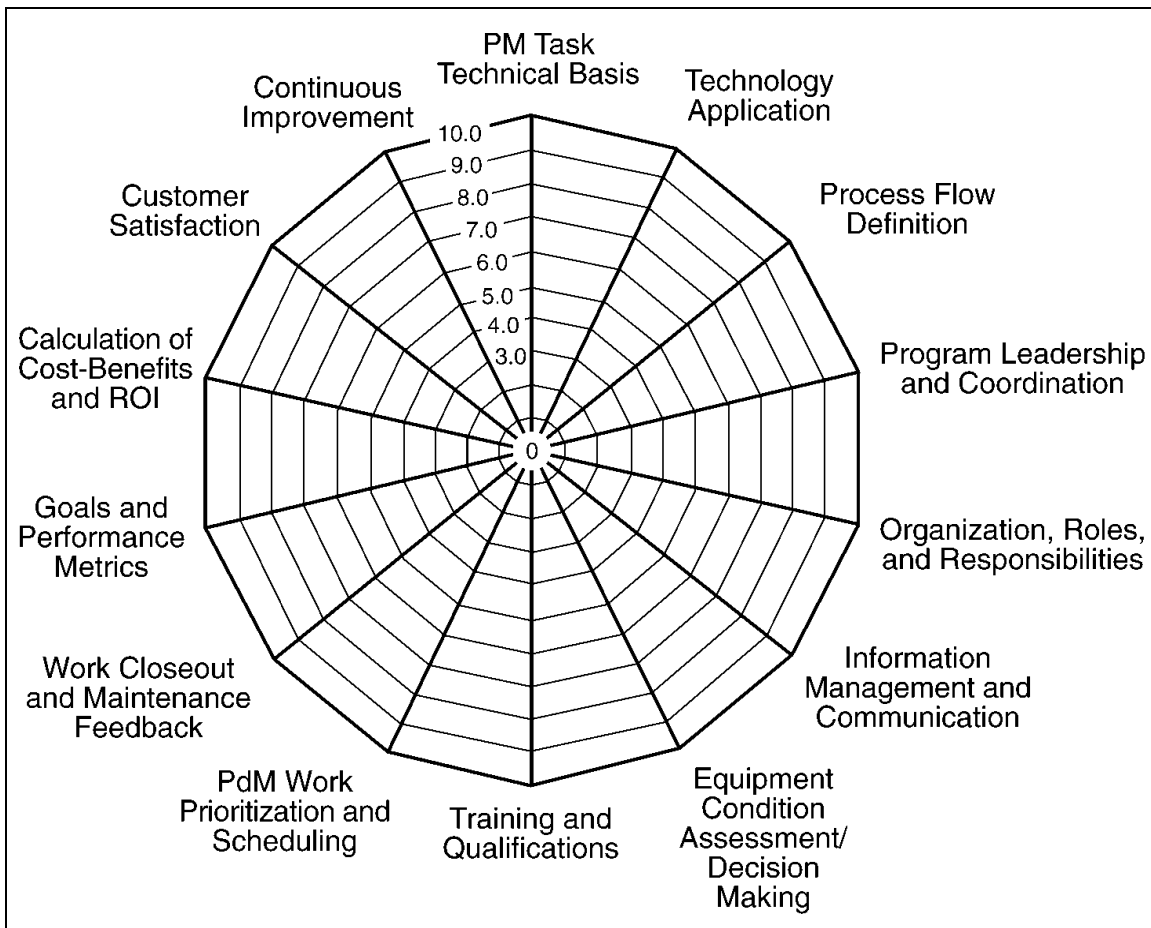 PM Task
Technical Basis
Technology
Application
Process Flow
Definition
Program Leadership
and Coordination
Organization, Roles,
and Responsibilities
Information
Management and
Communication
Equipment
Condition
Assessment/
Decision
Making
Training and
Qualifications
PdM Work
Prioritization and
Scheduling
Work Closeout
and Maintenance
Feedback
Goals and
Performance
Metrics
Calculation of
Cost-Benefits
and ROI
Customer
Satisfaction
Continuous
Improvement
10.0
9.0
8.0
7.0
6.0
5.0
4.0
3.0
0